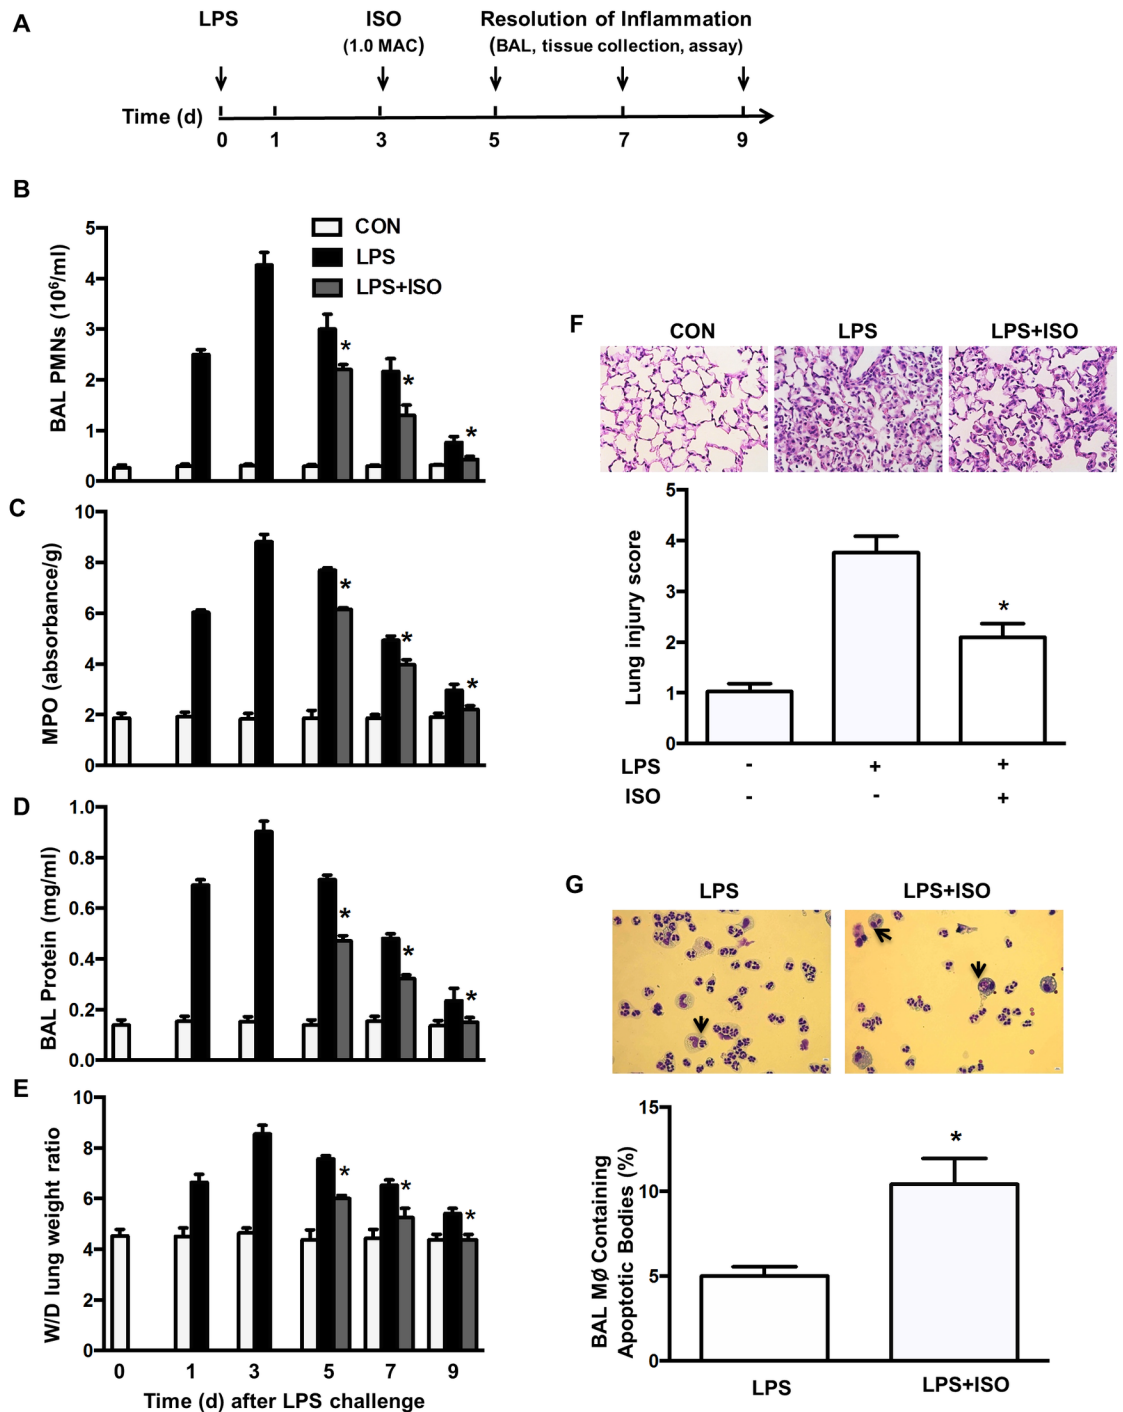 A
LPS
ISO
(1.0 MAC)
Resolution of Inflammation
(BAL, tissue collection, assay)
Time (d)
0 1 3 5 7 9
B
CON
LPS
LPS+ISO
BAL PMNs (10⁶/ml)
5
4
3
2
1
0
*
*
*
C
MPO (absorbance/g)
10
8
6
4
2
0
*
*
*
D
BAL Protein (mg/ml)
1.0
0.8
0.6
0.4
0.2
0.0
*
*
*
E
W/D lung weight ratio
10
8
6
4
2
0
*
*
*
0 1 3 5 7 9
Time (d) after LPS challenge
F
CON LPS LPS+ISO
Lung injury score
5
4
3
2
1
0
*
LPS - + +
ISO - - +
G
LPS LPS+ISO
BAL MØ Containing
Apoptotic Bodies (%)
15
10
5
0
*
LPS LPS+ISO